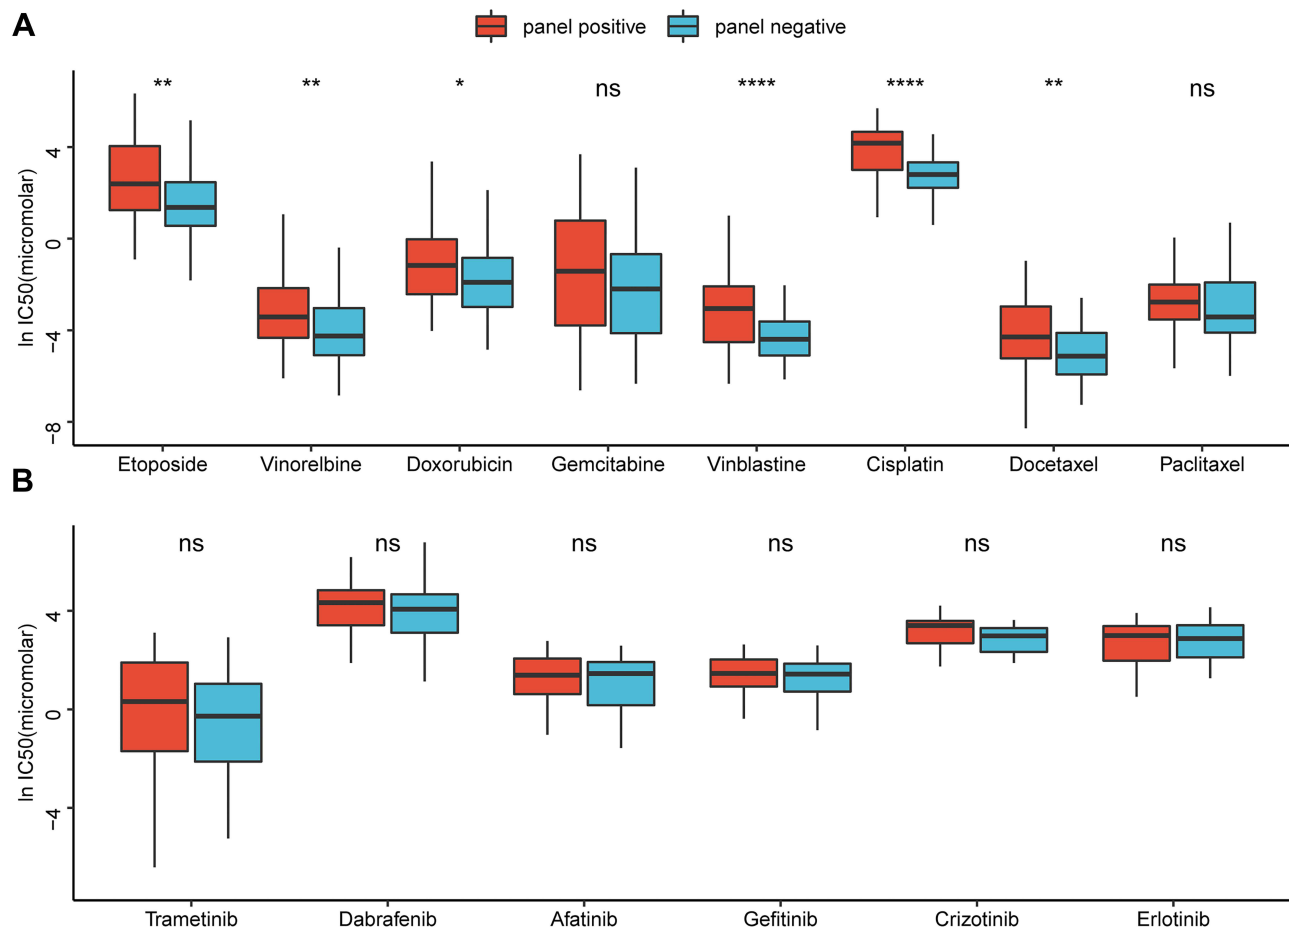 A
panel positive panel negative
** ** * ns **** **** ** ns
ln IC50(micromolar)
4
0
−4
−8
Etoposide Vinorelbine Doxorubicin Gemcitabine Vinblastine Cisplatin Docetaxel Paclitaxel
B
ns ns ns ns ns ns
ln IC50(micromolar)
4
0
−4
Trametinib Dabrafenib Afatinib Gefitinib Crizotinib Erlotinib